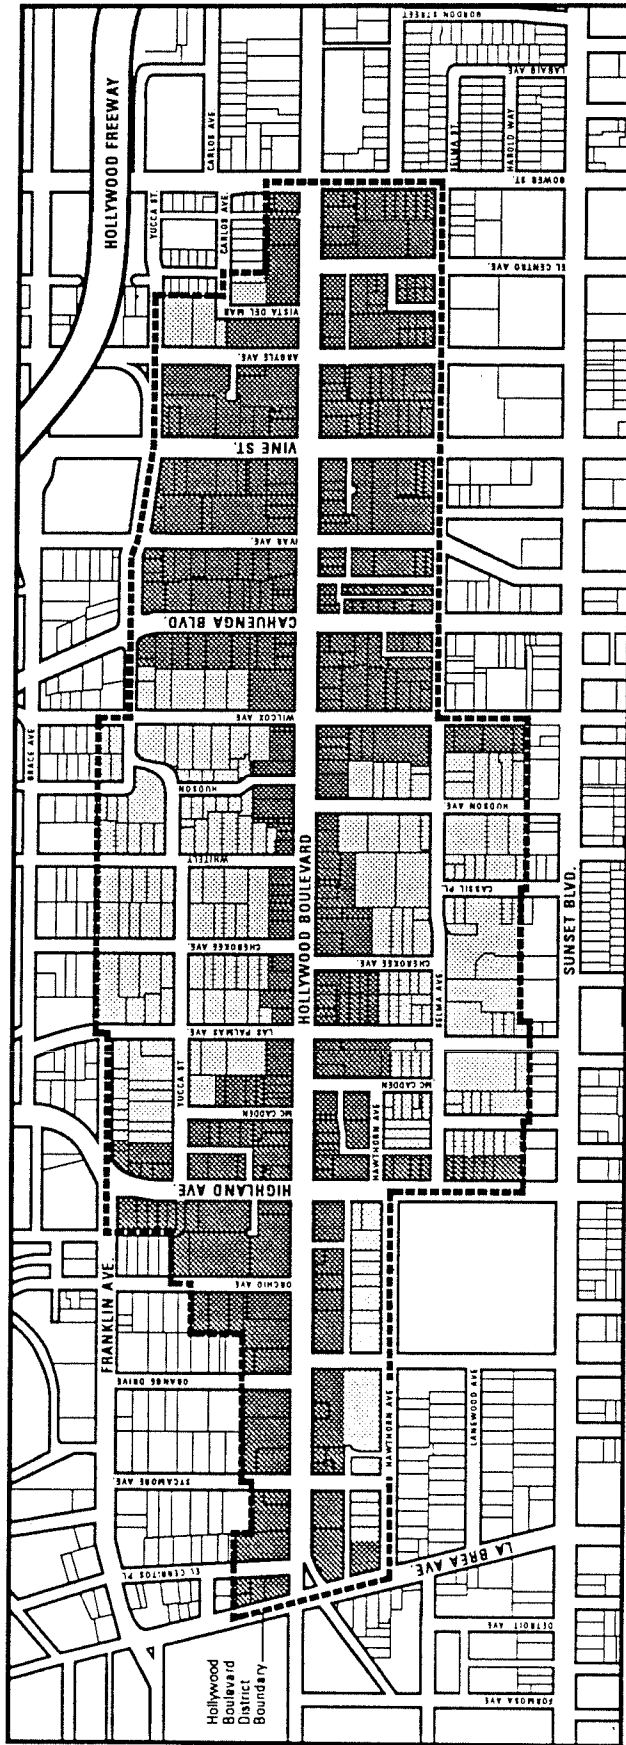 GORDON STREET
LABAIG AVE
SELMA ST.
HAROLD WAY
GOWER ST.
HOLLYWOOD FREEWAY
CARLOS AVE
YUCCA ST.
CARLOS AVE.
EL CENTRO AVE.
VISTA DEL MAR
ARGYLE AVE.
VINE ST.
IVAR AVE.
CAHUENGA BLVD.
WILCOX AVE
GRACE AVE
HUDSON
HUDSON AVE
WHITELY
CASSIL PL.
HOLLYWOOD BOULEVARD
SUNSET BLVD.
CHEROKEE AVE.
CHEROKEE AVE.
SELMA AVE
LAS PALMAS AVE
YUCCA ST
MC CADDEN
MC CADDEN
HAWTHORN AVE
HIGHLAND AVE.
ORCHID AVE
FRANKLIN AVE.
ORANGE DRIVE
HAWTHORN AVE
LANEWOOD AVE
SYCAMORE AVE.
EL CERRITOS PL.
LA BREA AVE.
DETROIT AVE
FORMOSA AVE
Hollywood
Boulevard
District
Boundary